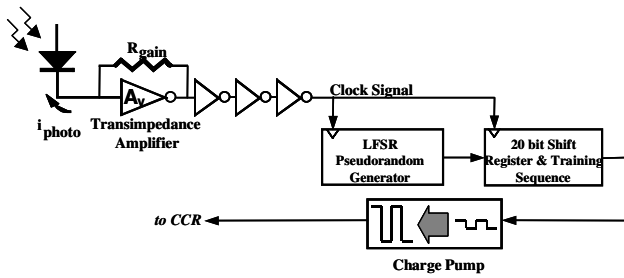 R gain
A v
i photo
Transimpedance
Amplifier
Clock Signal
LFSR
Pseudorandom
Generator
20 bit Shift
Register & Training
Sequence
to CCR
Charge Pump